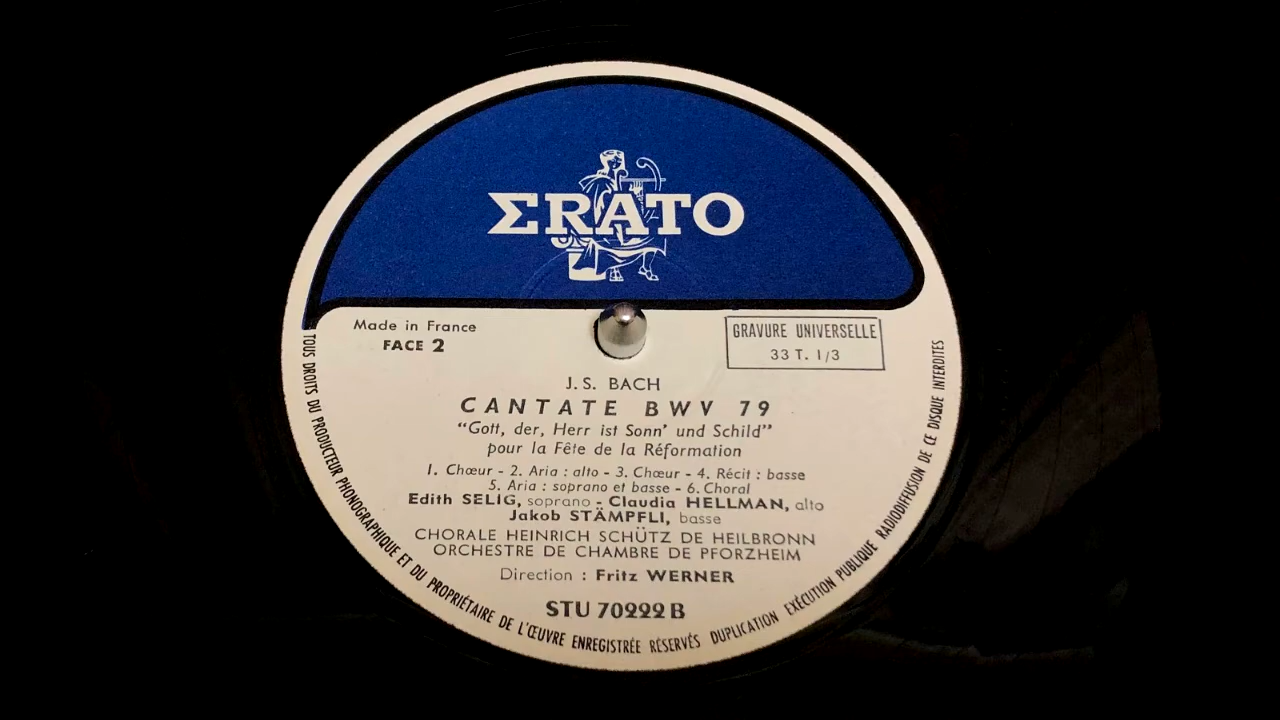 ΣRATO
Made in France
FACE 2
GRAVURE UNIVERSELLE
33 T. 1/3
J. S. BACH
CANTATE BWV 79
“Gott, der, Herr ist Sonn’ und Schild”
pour la Fête de la Réformation
1. Chœur - 2. Aria : alto - 3. Chœur - 4. Récit : basse
5. Aria : soprano et basse - 6. Choral
Edith SELIG, soprano - Claudia HELLMAN, alto
Jakob STÄMPFLI, basse
CHORALE HEINRICH SCHÜTZ DE HEILBRONN
ORCHESTRE DE CHAMBRE DE PFORZHEIM
Direction : Fritz WERNER
STU 70222 B
TOUS DROITS DU PRODUCTEUR PHONOGRAPHIQUE ET DU PROPRIÉTAIRE DE L'ŒUVRE ENREGISTRÉE RÉSERVÉS DUPLICATION EXÉCUTION PUBLIQUE RADIODIFFUSION DE CE DISQUE INTERDITES